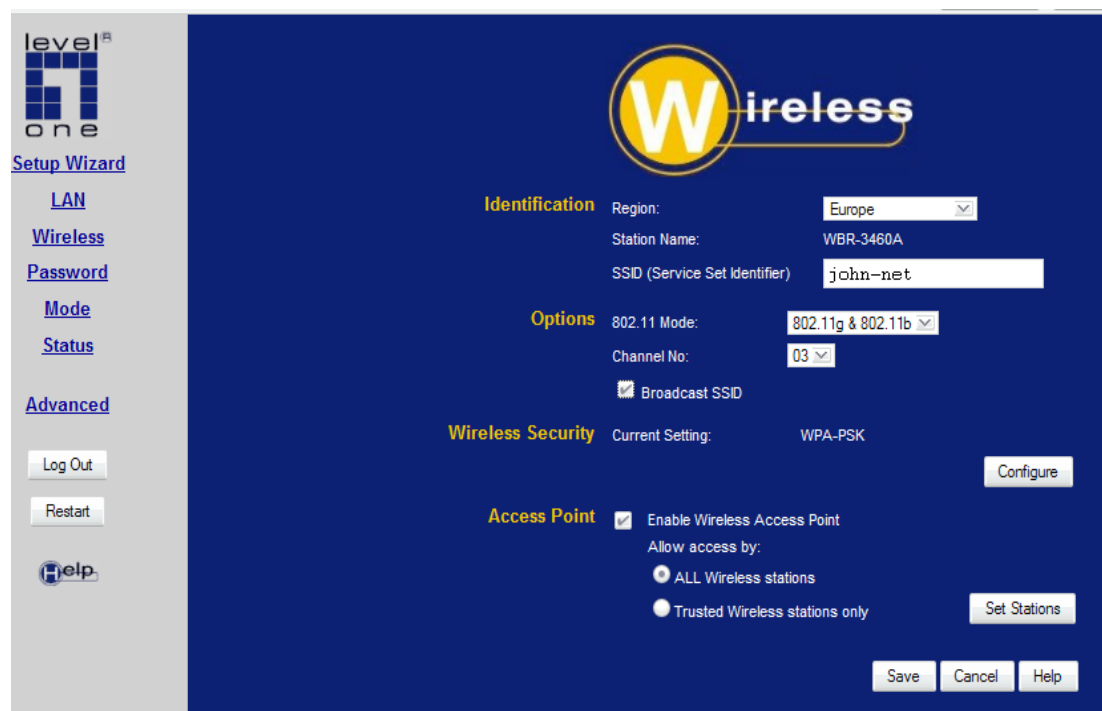 level®
one
Setup Wizard
LAN
Wireless
Password
Mode
Status
Advanced
Log Out
Restart
Help
Wireless
Identification
Region: Europe
Station Name: WBR-3460A
SSID (Service Set Identifier) john-net
Options
802.11 Mode: 802.11g & 802.11b
Channel No: 03
Broadcast SSID
Wireless Security
Current Setting: WPA-PSK
Configure
Access Point
Enable Wireless Access Point
Allow access by:
ALL Wireless stations
Trusted Wireless stations only
Set Stations
Save Cancel Help